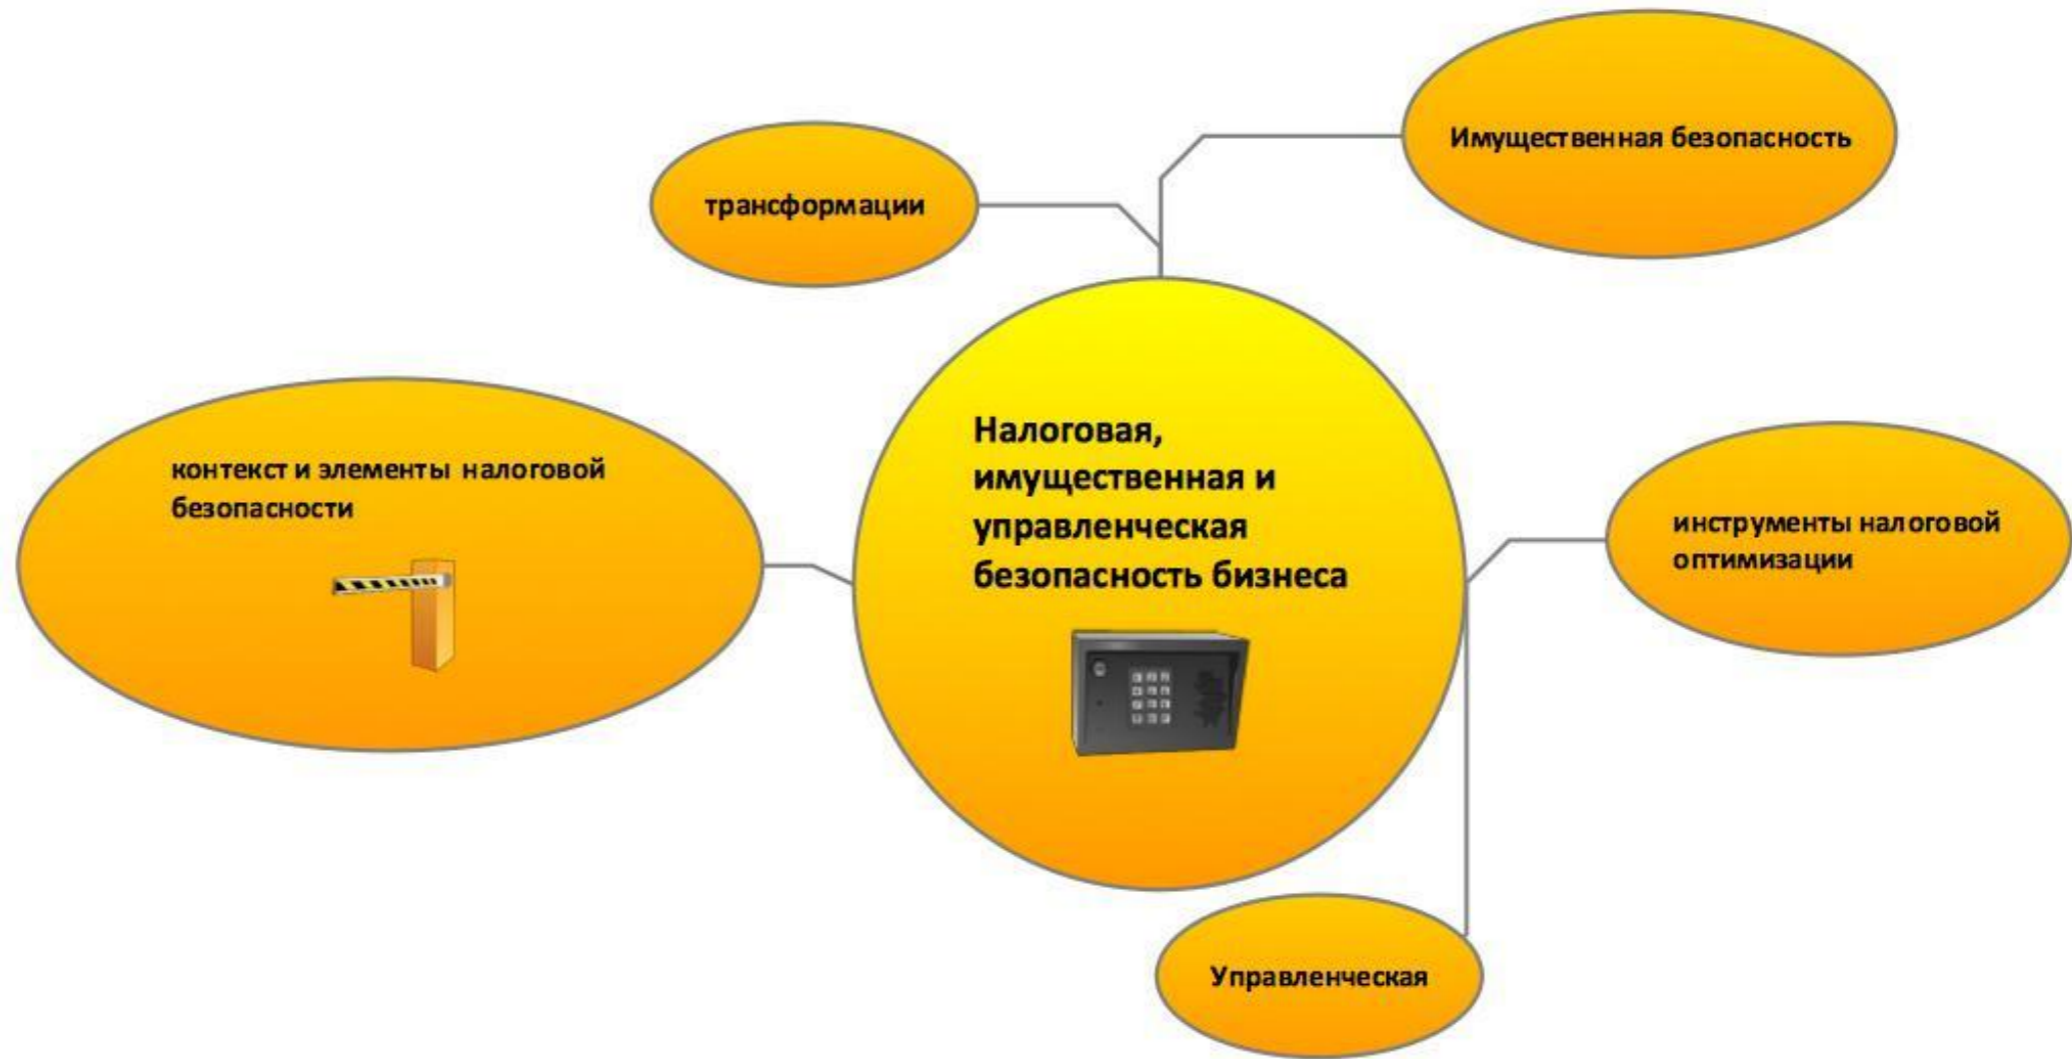 Имущественная безопасность
трансформации
Налоговая,
имущественная и
управленческая
безопасность бизнеса
контекст и элементы налоговой
безопасности
инструменты налоговой
оптимизации
Управленческая